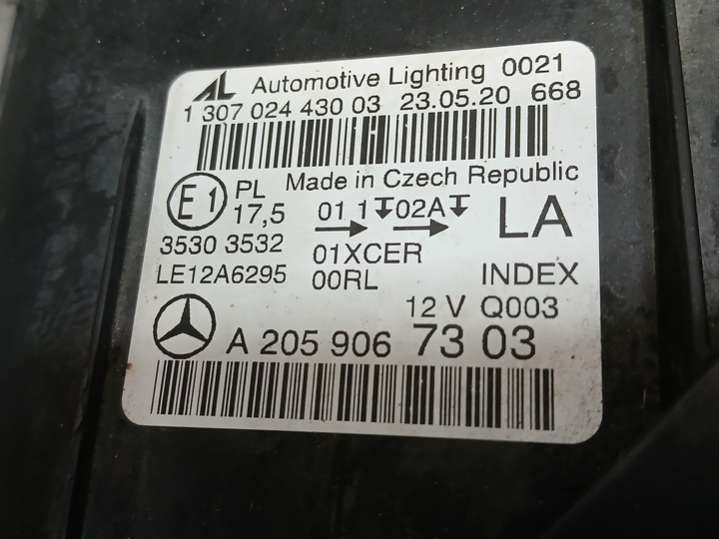 AL Automotive Lighting 0021
1 307 024 443 03 23.05.20 668
Made in Czech Republic
E1 PL 17,5 01 1 02A LA
3530 3532 01XCER
LE12A6295 00RL INDEX
12 V Q003
A 205 906 73 03